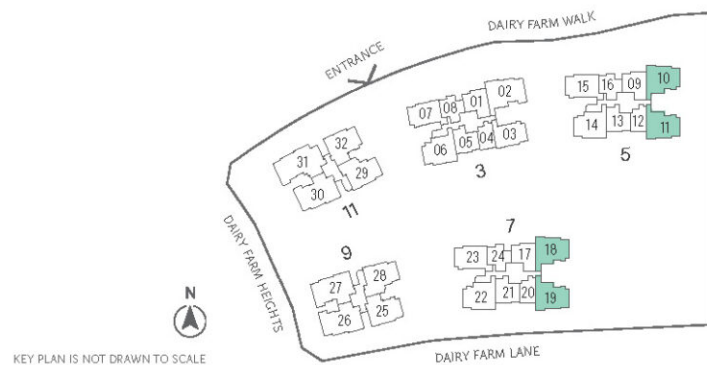 DAIRY FARM WALK
ENTRANCE
10
15 16 09
02
01
07 08
14 13 12 11
32
06 05 04 03
5
31
3
29
30
11
7
DAIRY FARM HEIGHTS
9
18
23 24 17
28
27
22 21 20 19
25
26
N
DAIRY FARM LANE
KEY PLAN IS NOT DRAWN TO SCALE